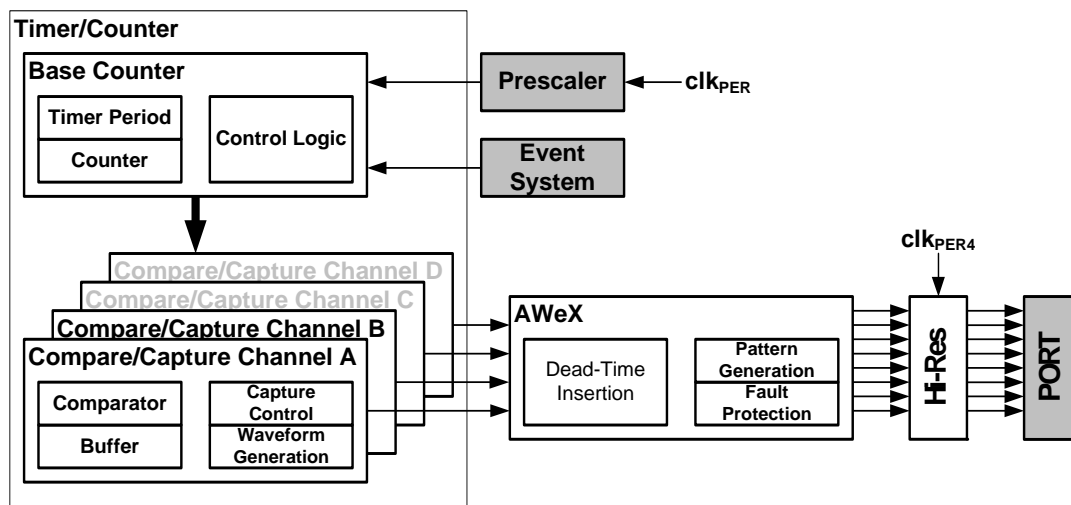 Timer/Counter
Base Counter
Timer Period
Counter
Control Logic
Prescaler
clkPER
Event
System
Compare/Capture Channel D
Compare/Capture Channel C
Compare/Capture Channel B
Compare/Capture Channel A
Comparator
Buffer
Capture
Control
Waveform
Generation
AWeX
Dead-Time
Insertion
Pattern
Generation
Fault
Protection
clkPER4
Hi-Res
PORT